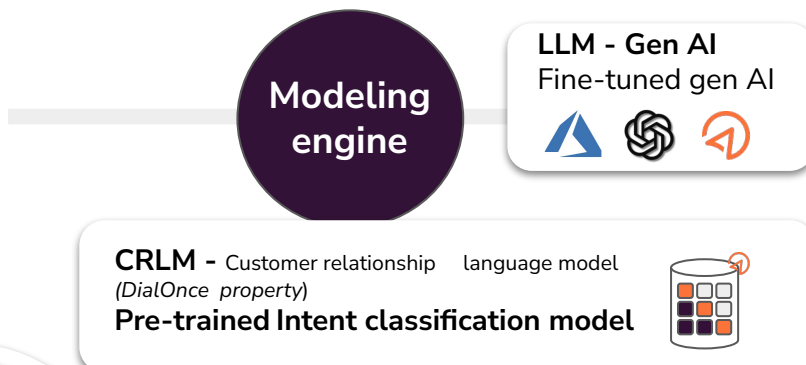 LLM - Gen AI
Fine-tuned gen AI
Modeling
engine
CRLM - Customer relationship language model
(DialOnce property)
Pre-trained Intent classification model